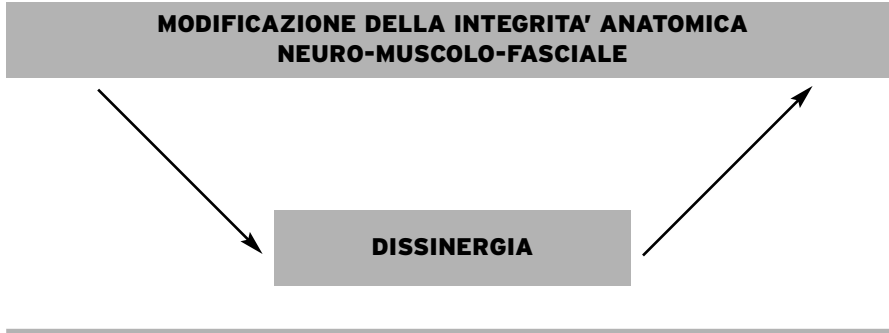 MODIFICAZIONE DELLA INTEGRITA’ ANATOMICA
NEURO-MUSCOLO-FASCIALE
DISSINERGIA